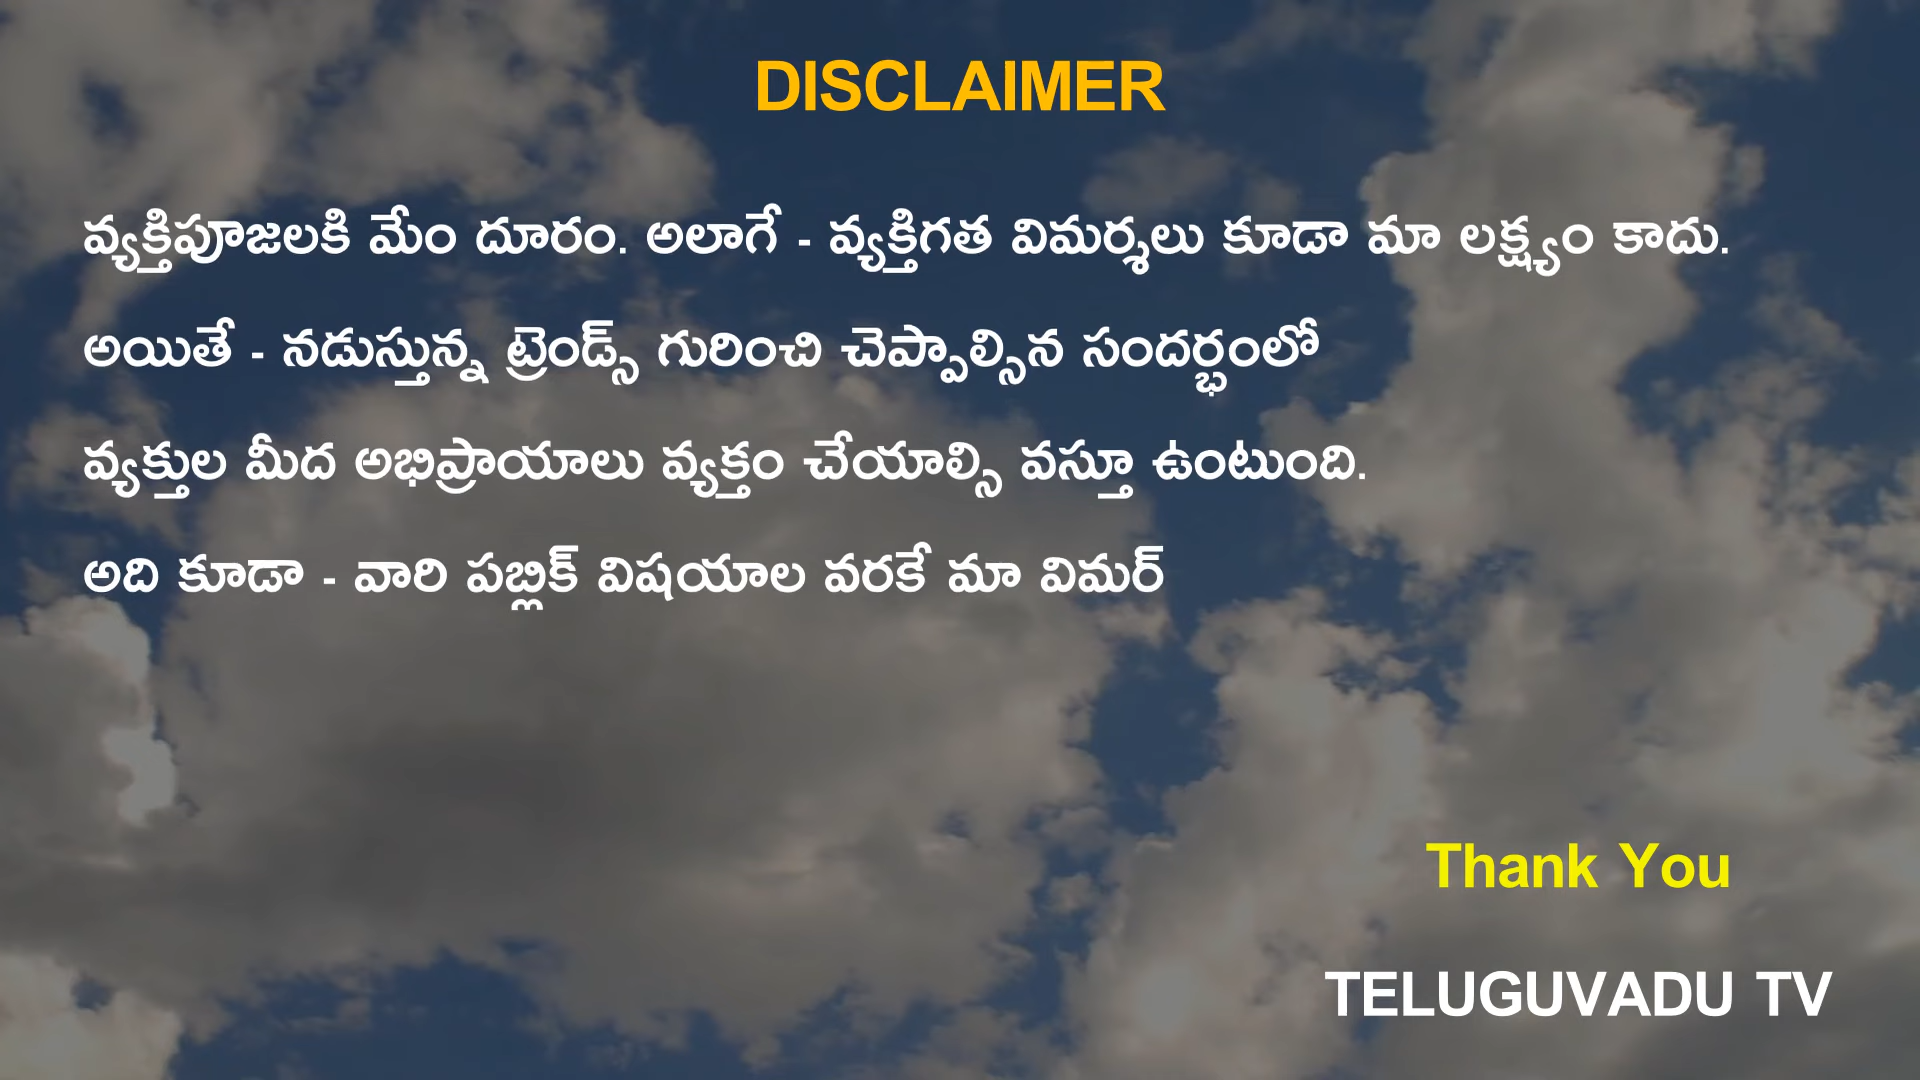 DISCLAIMER
వ్యక్తిపూజలకి మేం దూరం. అలాగే - వ్యక్తిగత విమర్శలు కూడా మా లక్ష్యం కాదు.
అయితే - నడుస్తున్న ట్రెండ్స్ గురించి చెప్పాల్సిన సందర్భంలో
వ్యక్తుల మీద అభిప్రాయాలు వ్యక్తం చేయాల్సి వస్తూ ఉంటుంది.
అది కూడా - వారి పబ్లిక్ విషయాల వరకే మా విమర్
Thank You
TELUGUVADU TV